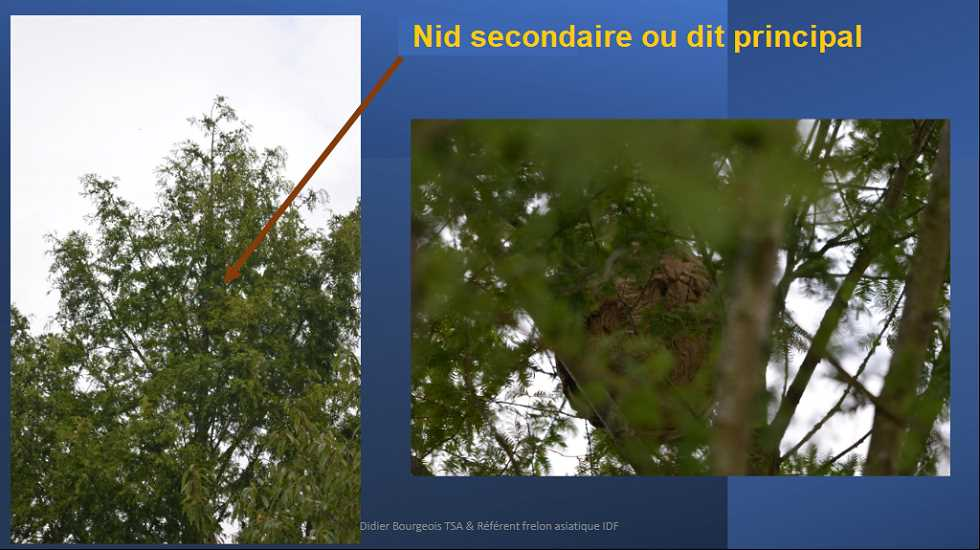 Nid secondaire ou dit principal
Didier Bourgeois TSA & Référent frelon asiatique IDF